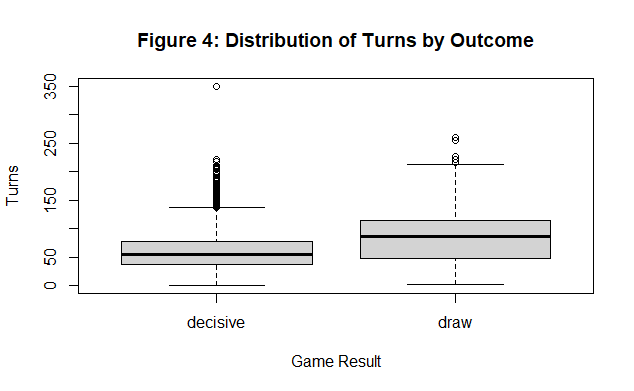 Figure 4: Distribution of Turns by Outcome
350
250
150
50
0
Turns
decisive
draw
Game Result